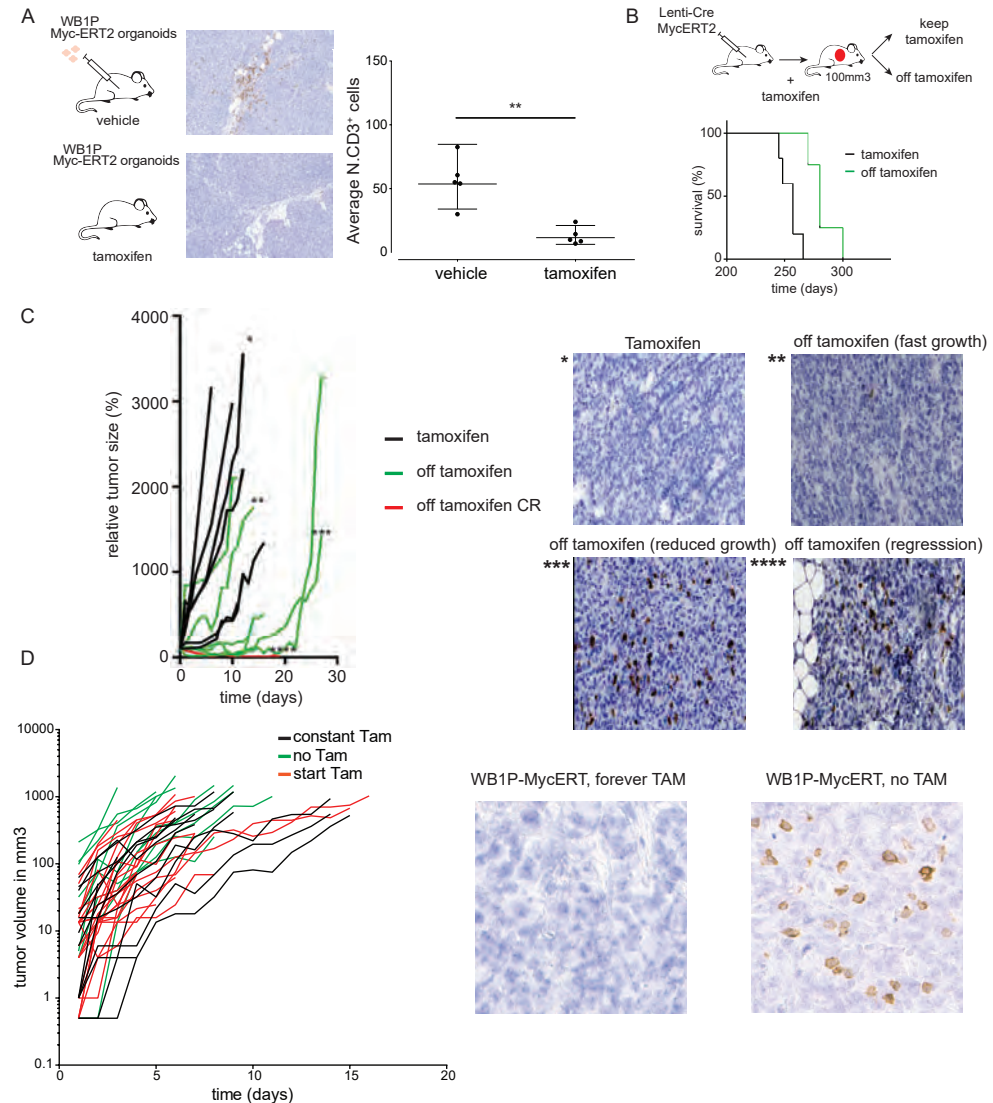 A
WB1P
Myc-ERT2 organoids
vehicle
WB1P
Myc-ERT2 organoids
tamoxifen
Average N.CD3+ cells
150
100
50
0
**
vehicle
tamoxifen
B
Lenti-Cre
MycERT2
+
tamoxifen
100mm3
keep
tamoxifen
off tamoxifen
survival (%)
100
50
0
200
250
300
time (days)
tamoxifen
off tamoxifen
C
relative tumor size (%)
4000
3000
2000
1000
0
0
10
20
30
time (days)
*
**
***
****
tamoxifen
off tamoxifen
off tamoxifen CR
Tamoxifen
*
off tamoxifen (fast growth)
**
off tamoxifen (reduced growth)
***
off tamoxifen (regresssion)
****
D
tumor volume in mm3
10000
1000
100
10
1
0.1
0
5
10
15
20
time (days)
constant Tam
no Tam
start Tam
WB1P-MycERT, forever TAM
WB1P-MycERT, no TAM